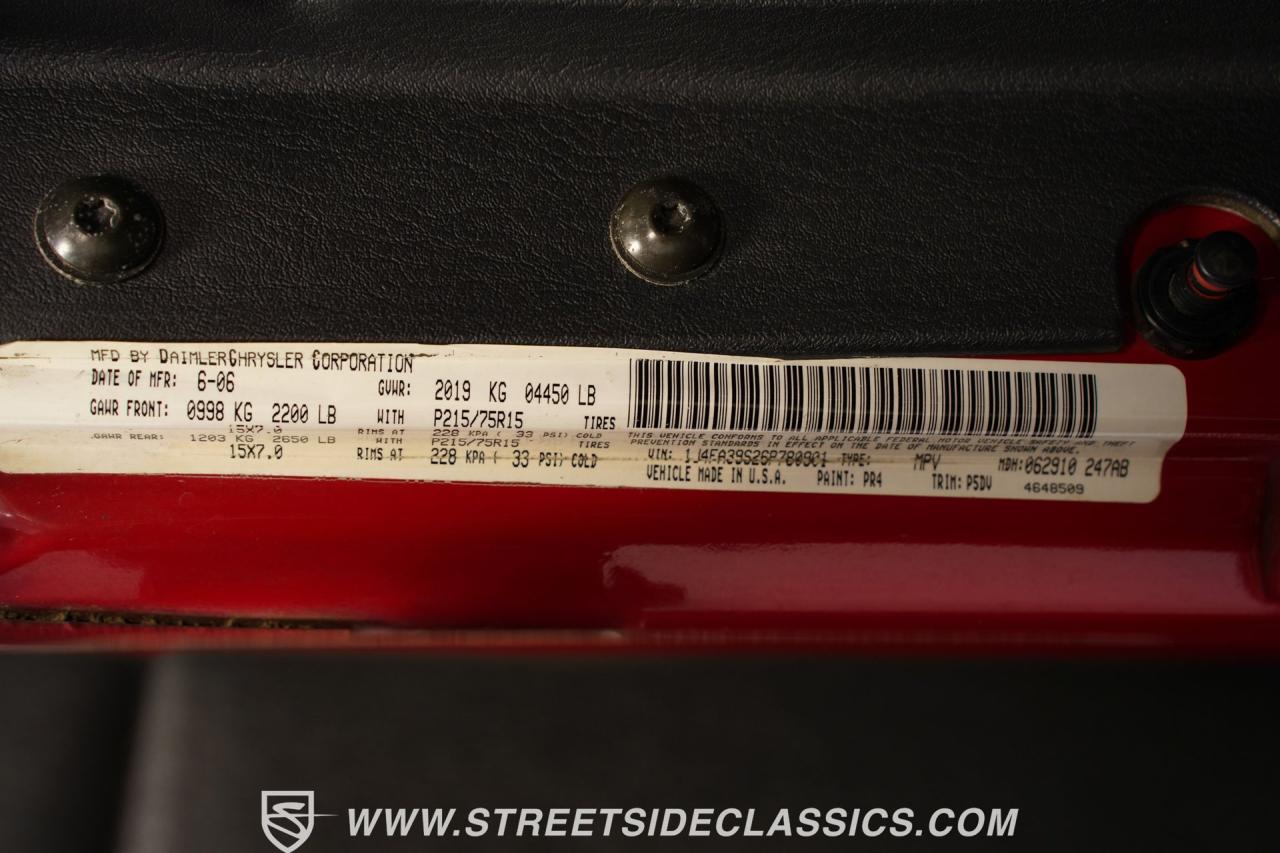 MFD BY DAIMLERCHRYSLER CORPORATION
DATE OF MFR: 6-06 GVWR: 2019 KG 04450 LB
GAWR FRONT: 0998 KG 2200 LB WITH P215/75R15 TIRES
15X7.0 RIMS AT 228 KPA ( 33 PSI) COLD
GAWR REAR: 1203 KG 2650 LB WITH P215/75R15 TIRES
15X7.0 RIMS AT 228 KPA ( 33 PSI) COLD
THIS VEHICLE CONFORMS TO ALL APPLICABLE FEDERAL MOTOR VEHICLE SAFETY AND THEFT
PREVENTION STANDARDS IN EFFECT ON THE DATE OF MANUFACTURE SHOWN ABOVE.
VIN: 1J4FA39S26P780901 TYPE: MPV MDH: 062910 247AB
VEHICLE MADE IN U.S.A. PAINT: PR4 TRIM: P5DV 4648509
WWW.STREETSIDECLASSICS.COM